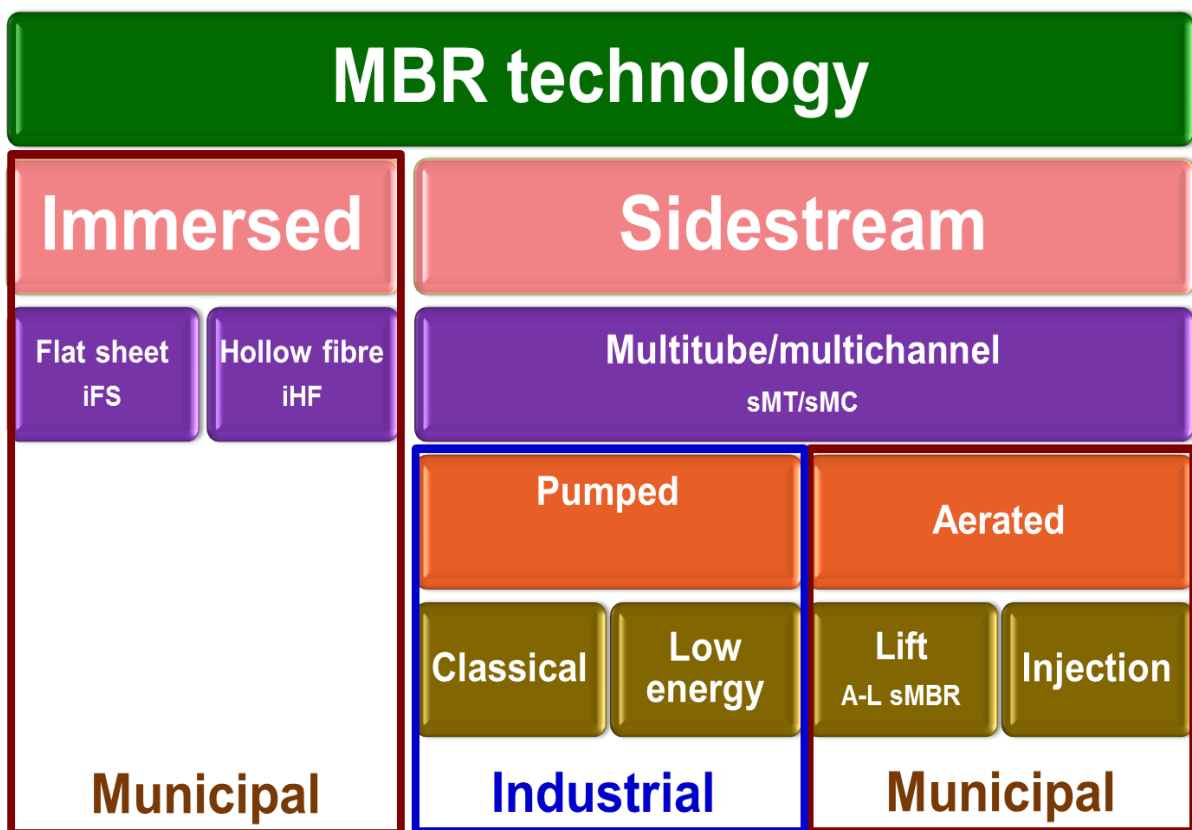 MBR technology
Immersed
Sidestream
Flat sheet
iFS
Hollow fibre
iHF
Multitube/multichannel
sMT/sMC
Pumped
Aerated
Classical
Low
energy
Lift
A-L sMBR
Injection
Municipal
Industrial
Municipal